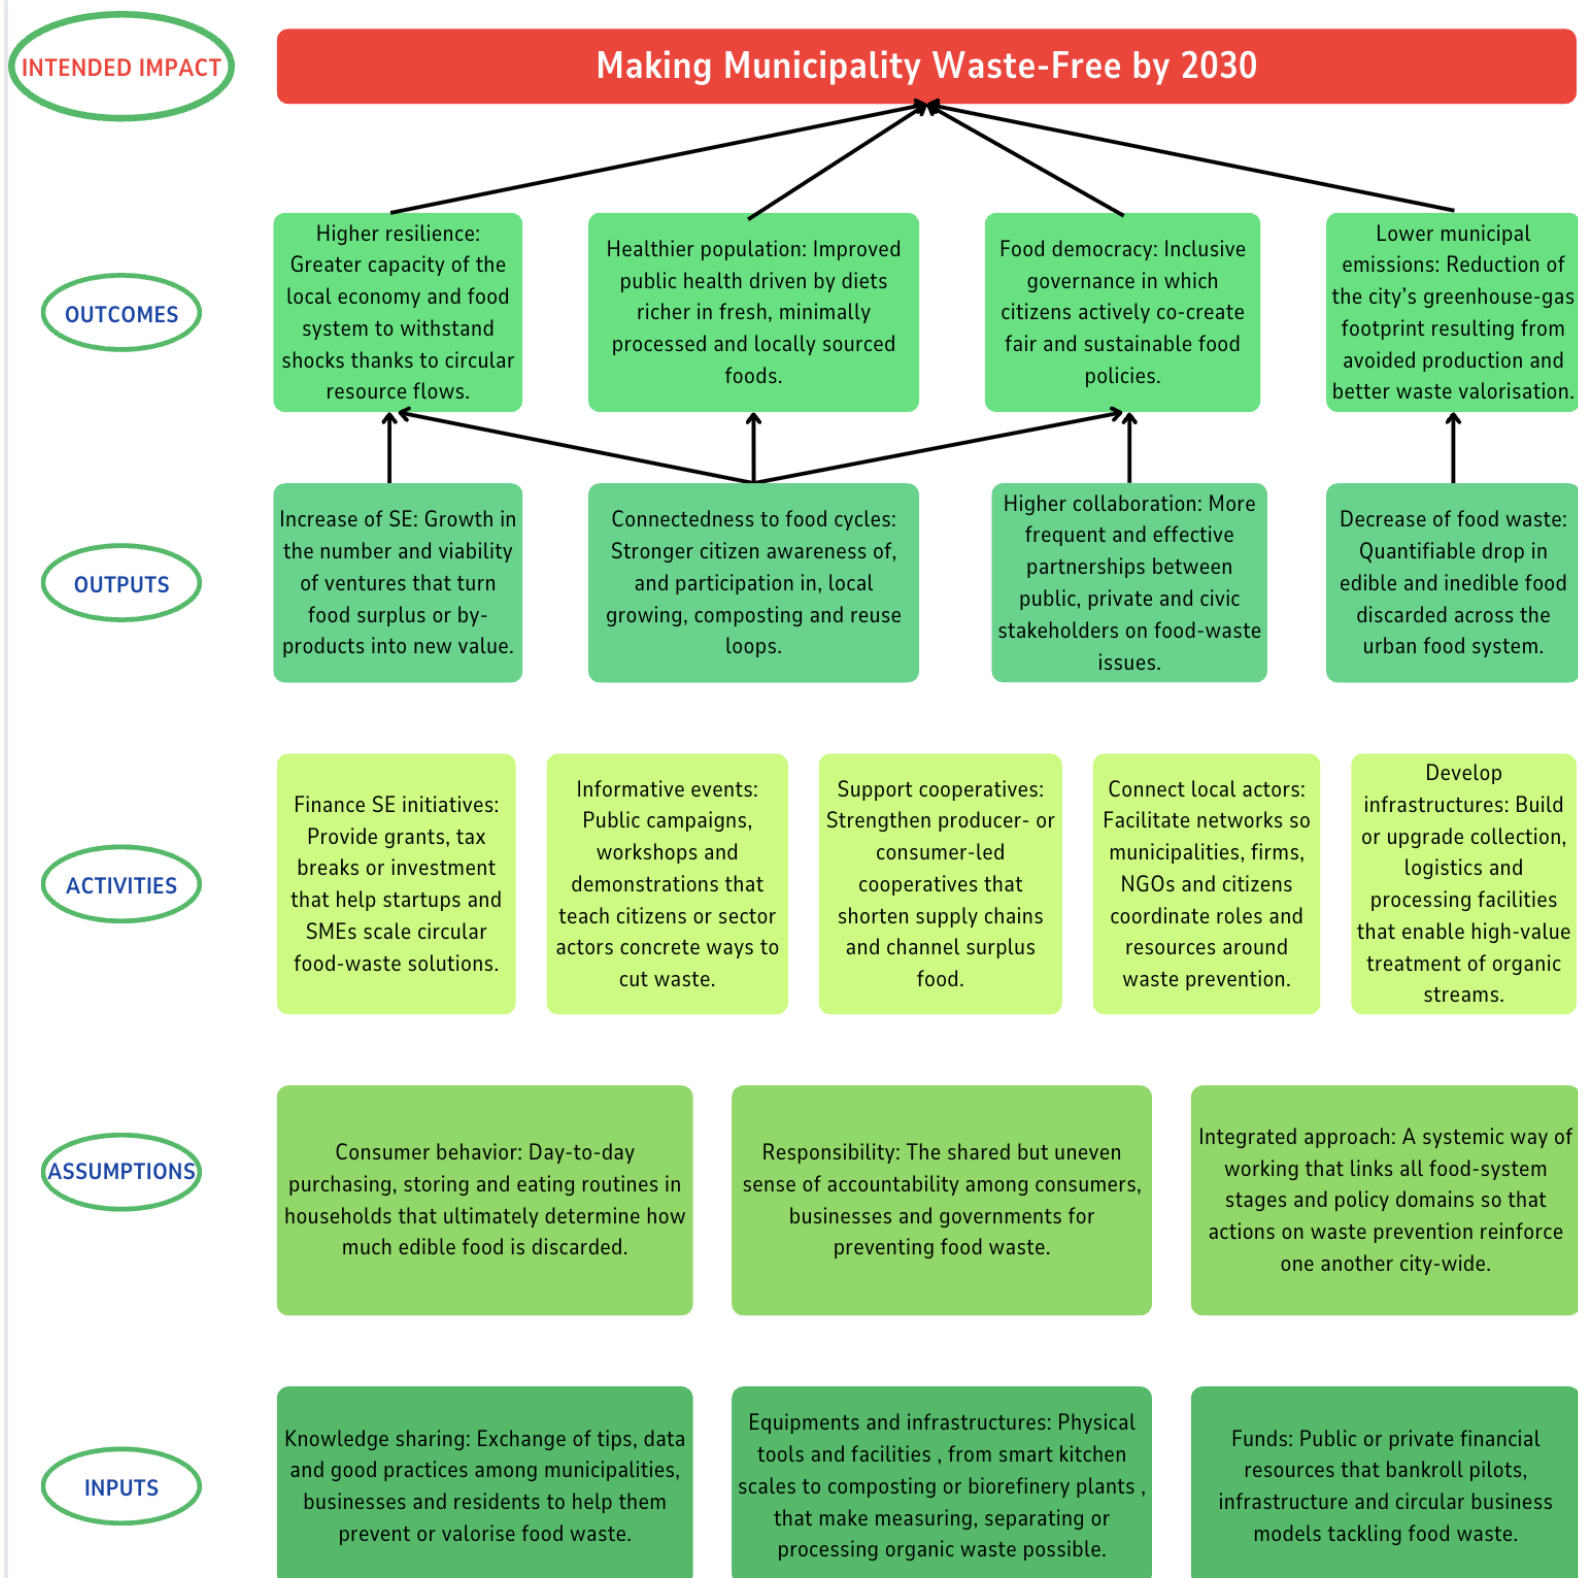 INTENDED IMPACT
Making Municipality Waste-Free by 2030
OUTCOMES
Higher resilience:
Greater capacity of the
local economy and food
system to withstand
shocks thanks to circular
resource flows.
Healthier population: Improved
public health driven by diets
richer in fresh, minimally
processed and locally sourced
foods.
Food democracy: Inclusive
governance in which
citizens actively co-create
fair and sustainable food
policies.
Lower municipal
emissions: Reduction of
the city's greenhouse-gas
footprint resulting from
avoided production and
better waste valorisation.
OUTPUTS
Increase of SE: Growth in
the number and viability
of ventures that turn
food surplus or by-
products into new value.
Connectedness to food cycles:
Stronger citizen awareness of,
and participation in, local
growing, composting and reuse
loops.
Higher collaboration: More
frequent and effective
partnerships between
public, private and civic
stakeholders on food-waste
issues.
Decrease of food waste:
Quantifiable drop in
edible and inedible food
discarded across the
urban food system.
ACTIVITIES
Finance SE initiatives:
Provide grants, tax
breaks or investment
that help startups and
SMEs scale circular
food-waste solutions.
Informative events:
Public campaigns,
workshops and
demonstrations that
teach citizens or sector
actors concrete ways to
cut waste.
Support cooperatives:
Strengthen producer- or
consumer-led
cooperatives that
shorten supply chains
and channel surplus
food.
Connect local actors:
Facilitate networks so
municipalities, firms,
NGOs and citizens
coordinate roles and
resources around
waste prevention.
Develop
infrastructures: Build
or upgrade collection,
logistics and
processing facilities
that enable high-value
treatment of organic
streams.
ASSUMPTIONS
Consumer behavior: Day-to-day
purchasing, storing and eating routines in
households that ultimately determine how
much edible food is discarded.
Responsibility: The shared but uneven
sense of accountability among consumers,
businesses and governments for
preventing food waste.
Integrated approach: A systemic way of
working that links all food-system
stages and policy domains so that
actions on waste prevention reinforce
one another city-wide.
INPUTS
Knowledge sharing: Exchange of tips, data
and good practices among municipalities,
businesses and residents to help them
prevent or valorise food waste.
Equipments and infrastructures: Physical
tools and facilities , from smart kitchen
scales to composting or biorefinery plants ,
that make measuring, separating or
processing organic waste possible.
Funds: Public or private financial
resources that bankroll pilots,
infrastructure and circular business
models tackling food waste.